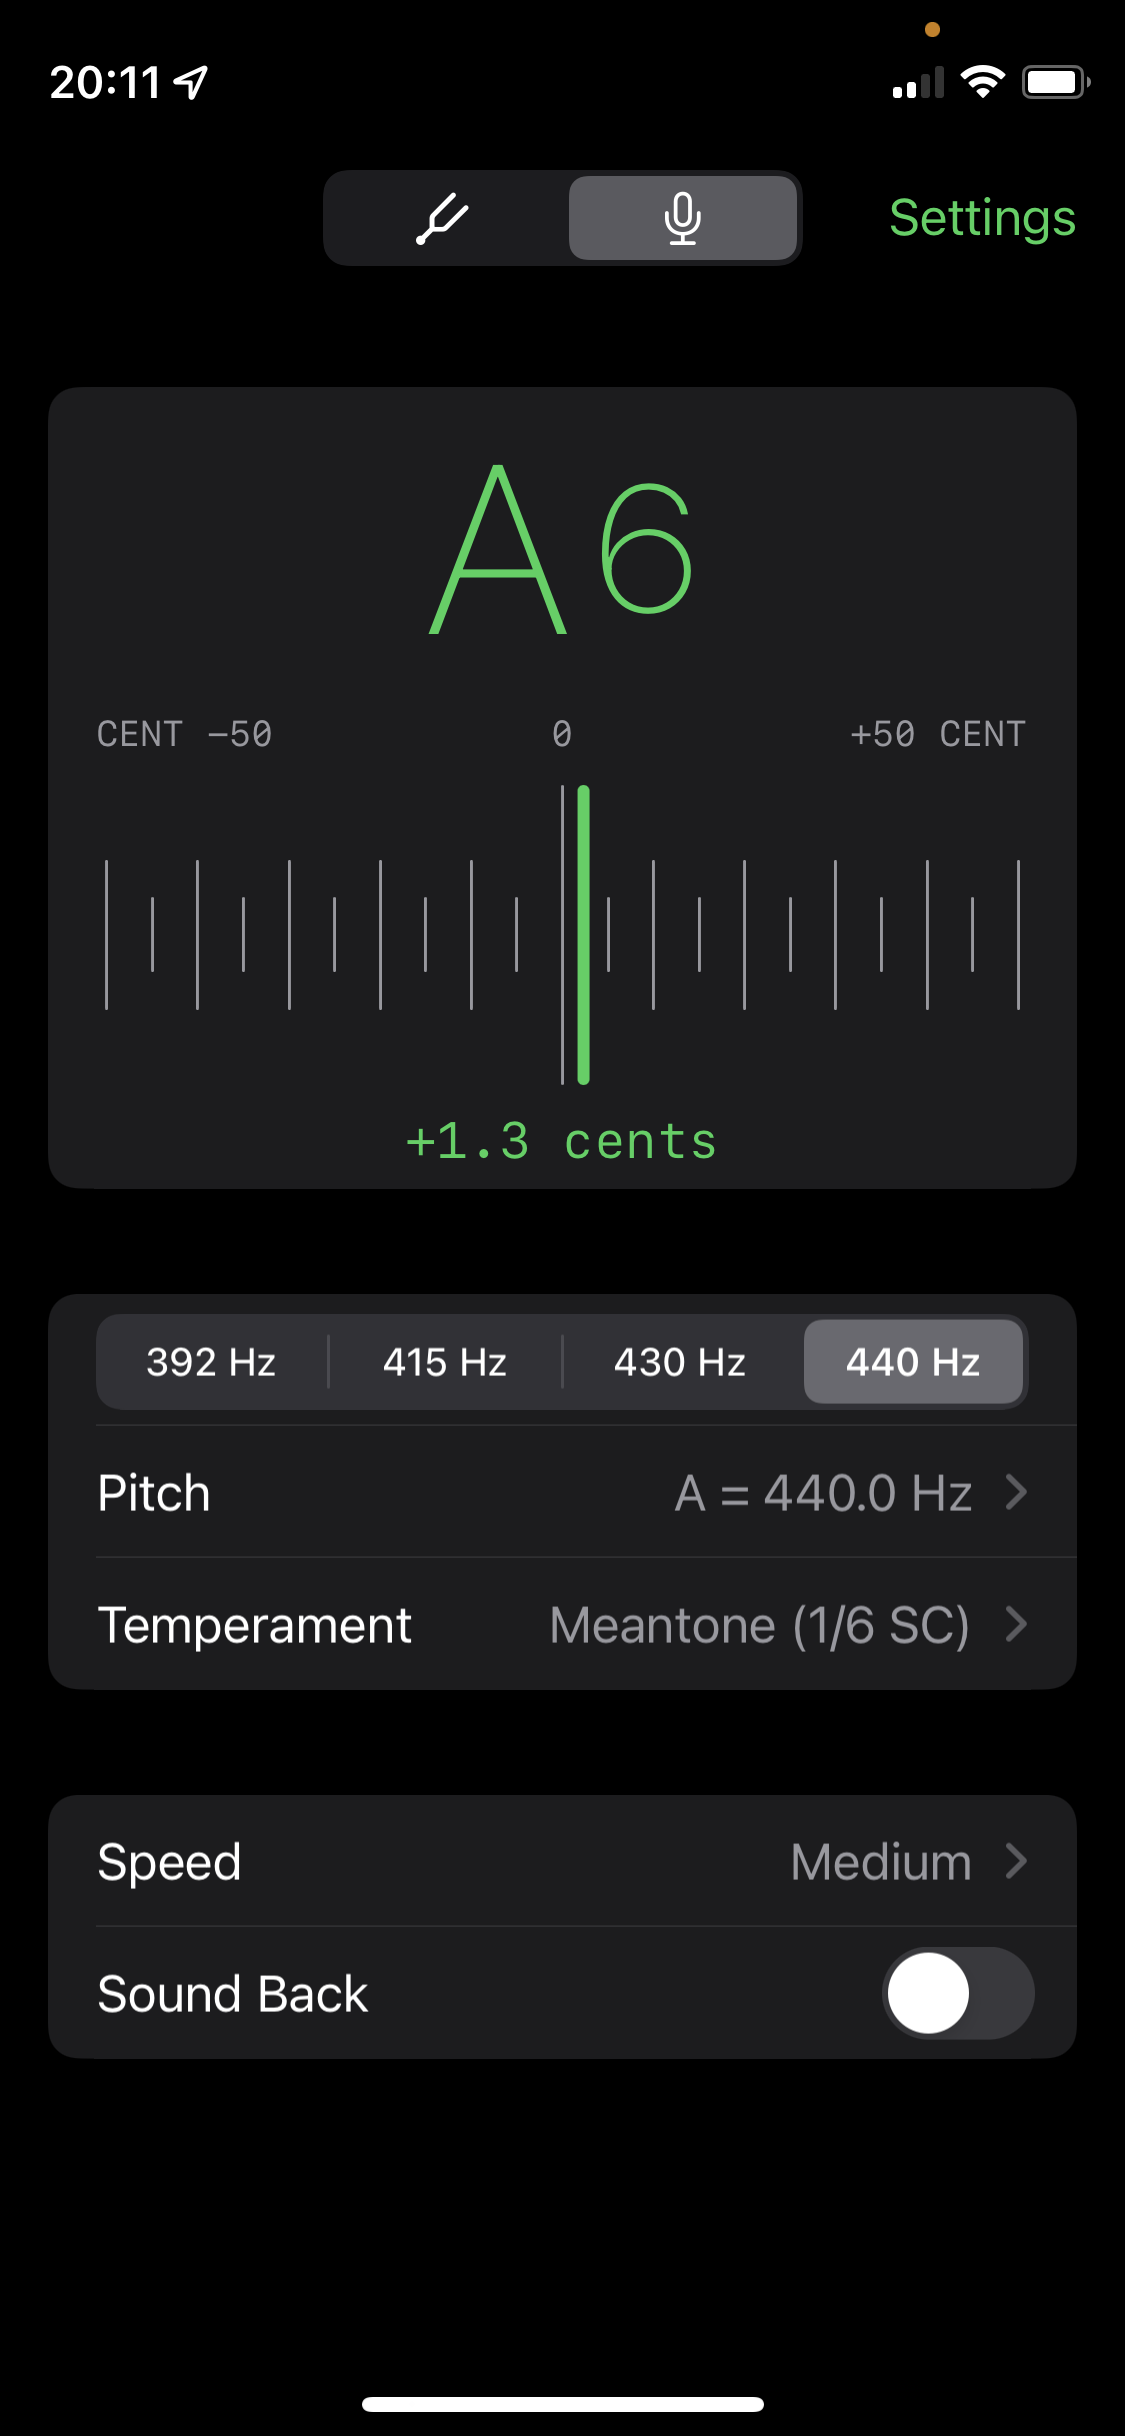 20:11
Settings
A6
CENT −50 0 +50 CENT
+1.3 cents
392 Hz 415 Hz 430 Hz 440 Hz
Pitch A = 440.0 Hz
Temperament Meantone (1/6 SC)
Speed Medium
Sound Back